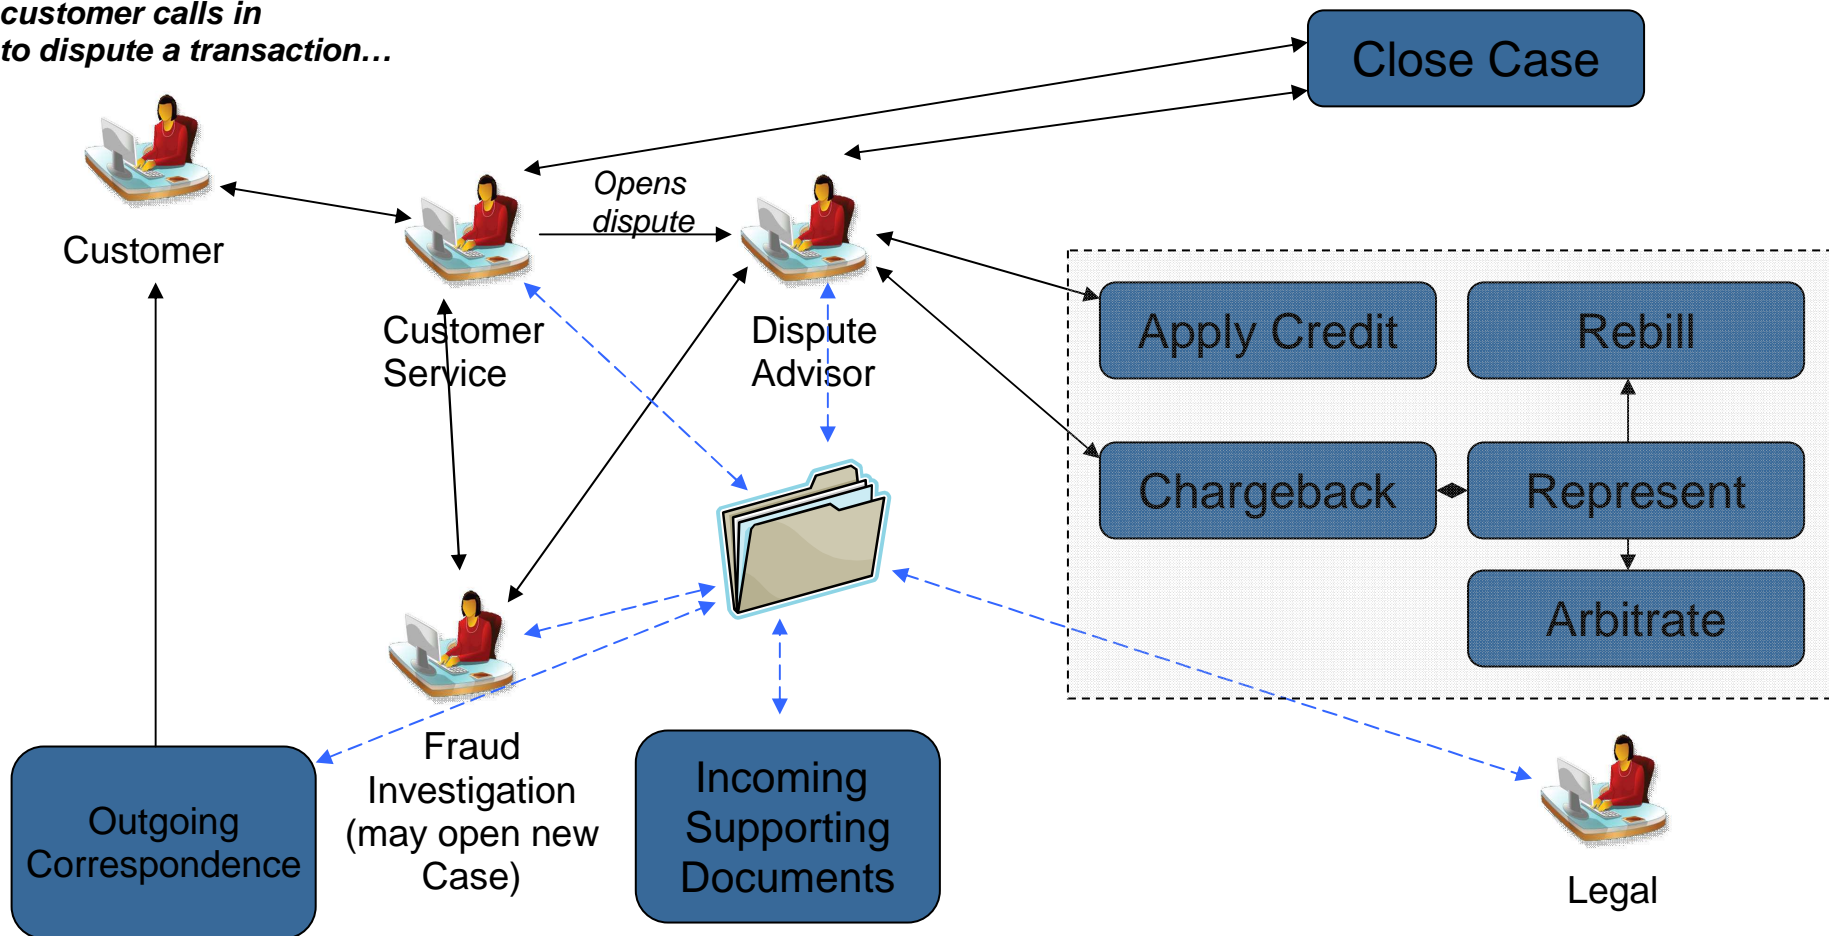 customer calls in
to dispute a transaction…
Close Case
Opens
dispute
Customer
Customer
Service
Dispute
Advisor
Apply Credit
Rebill
Chargeback
Represent
Arbitrate
Fraud
Investigation
(may open new
Case)
Outgoing
Correspondence
Incoming
Supporting
Documents
Legal